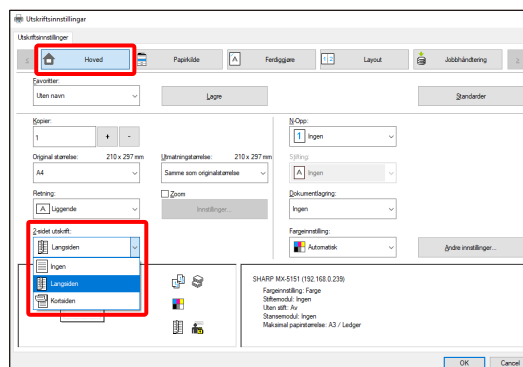 Utskriftsinnstillingar
Utskriftsinnstillinger
Hoved
Papirkilde
Ferdiggjøre
Layout
Jobbhåndtering
Favoritter:
Uten navn
Lagre
Standarder
Kopier:
1
+ -
N-Opp:
1 Ingen
Original størrelse: 210 x 297 mm
A4
Utmatningstørrelse: 210 x 297 mm
Samme som originalstørrelse
Stifting:
Ingen
Retning:
A Liggende
Zoom
Innstillinger...
Dokumentlagring:
Ingen
2-sidet utskrift:
Langsiden
Fargeinnstilling:
Automatisk
Andre innstillinger...
Ingen
Langsiden
Kortsiden
SHARP MX-5151 (192.168.0.239)
Fargeinnstilling: Farge
Stiftemodul: Ingen
Uten stift: Av
Stansemodul: Ingen
Maksimal papirstørrelse: A3 / Ledger
OK
Cancel